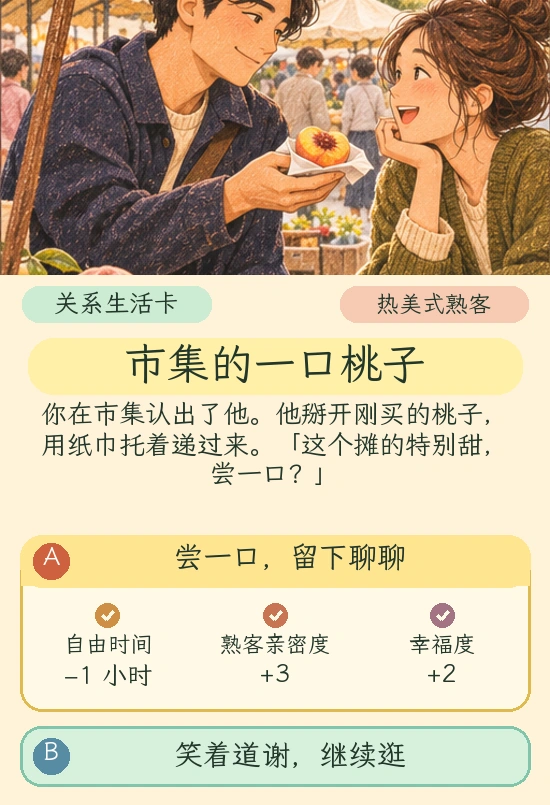 关系生活卡
热美式熟客
市集的一口桃子
你在市集认出了他。他掰开刚买的桃子，
用纸巾托着递过来。「这个摊的特别甜，
尝一口？」
A
尝一口，留下聊聊
自由时间
熟客亲密度
幸福度
-1 小时
+3
+2
B
笑着道谢，继续逛